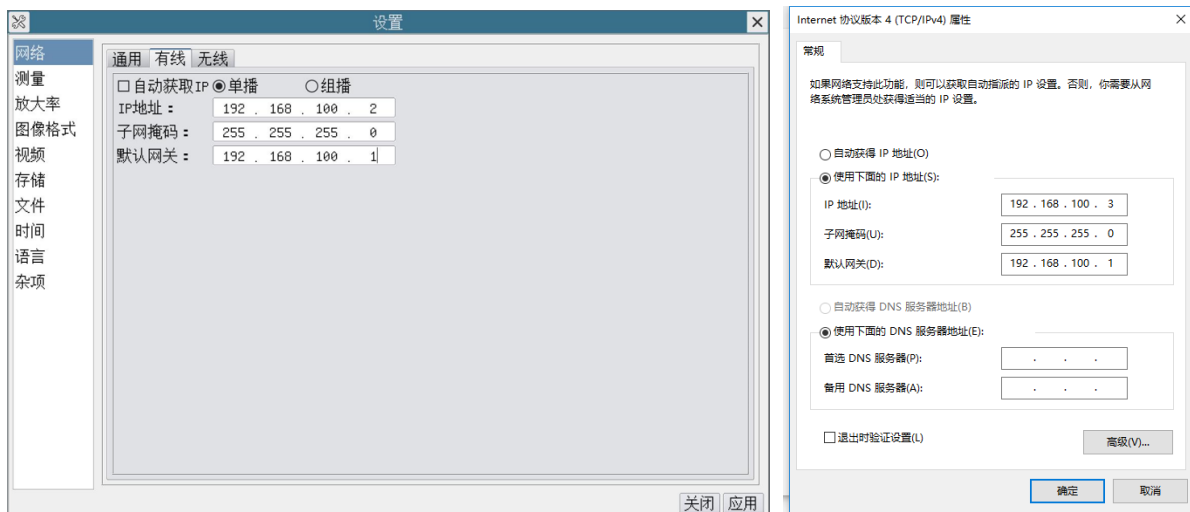 设置
网络
测量
放大率
图像格式
视频
存储
文件
时间
语言
杂项
通用 有线 无线
自动获取IP 单播 组播
IP地址： 192 . 168 . 100 . 2
子网掩码： 255 . 255 . 255 . 0
默认网关： 192 . 168 . 100 . 1
关闭 应用
Internet 协议版本 4 (TCP/IPv4) 属性
常规
如果网络支持此功能，则可以获取自动指派的 IP 设置。否则，你需要从网
络系统管理员处获得适当的 IP 设置。
自动获得 IP 地址(O)
使用下面的 IP 地址(S):
IP 地址(I): 192 . 168 . 100 . 3
子网掩码(U): 255 . 255 . 255 . 0
默认网关(D): 192 . 168 . 100 . 1
自动获得 DNS 服务器地址(B)
使用下面的 DNS 服务器地址(E):
首选 DNS 服务器(P): . . .
备用 DNS 服务器(A): . . .
退出时验证设置(L)
高级(V)...
确定 取消